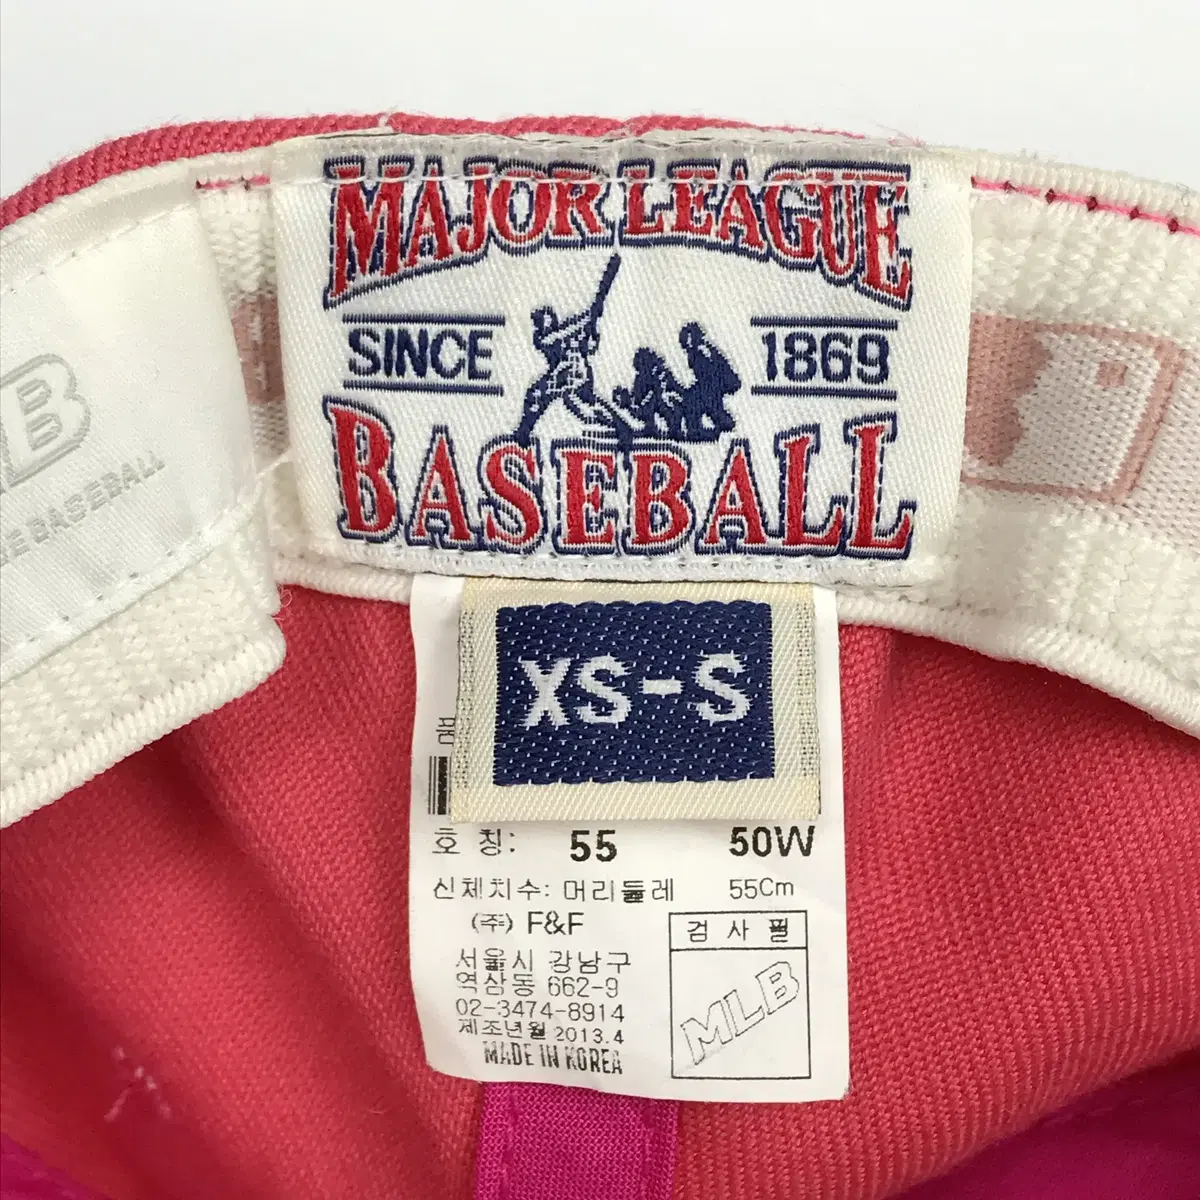 MAJOR LEAGUE
SINCE 1869
BASEBALL
BASEBALL
XS-S
품
호 칭: 55 50W
신체치수: 머리둘레 55Cm
(주) F&F
서울시 강남구
역삼동 662-9
02-3474-8914
제조년월 2013.4
MADE IN KOREA
검 사 필
MLB